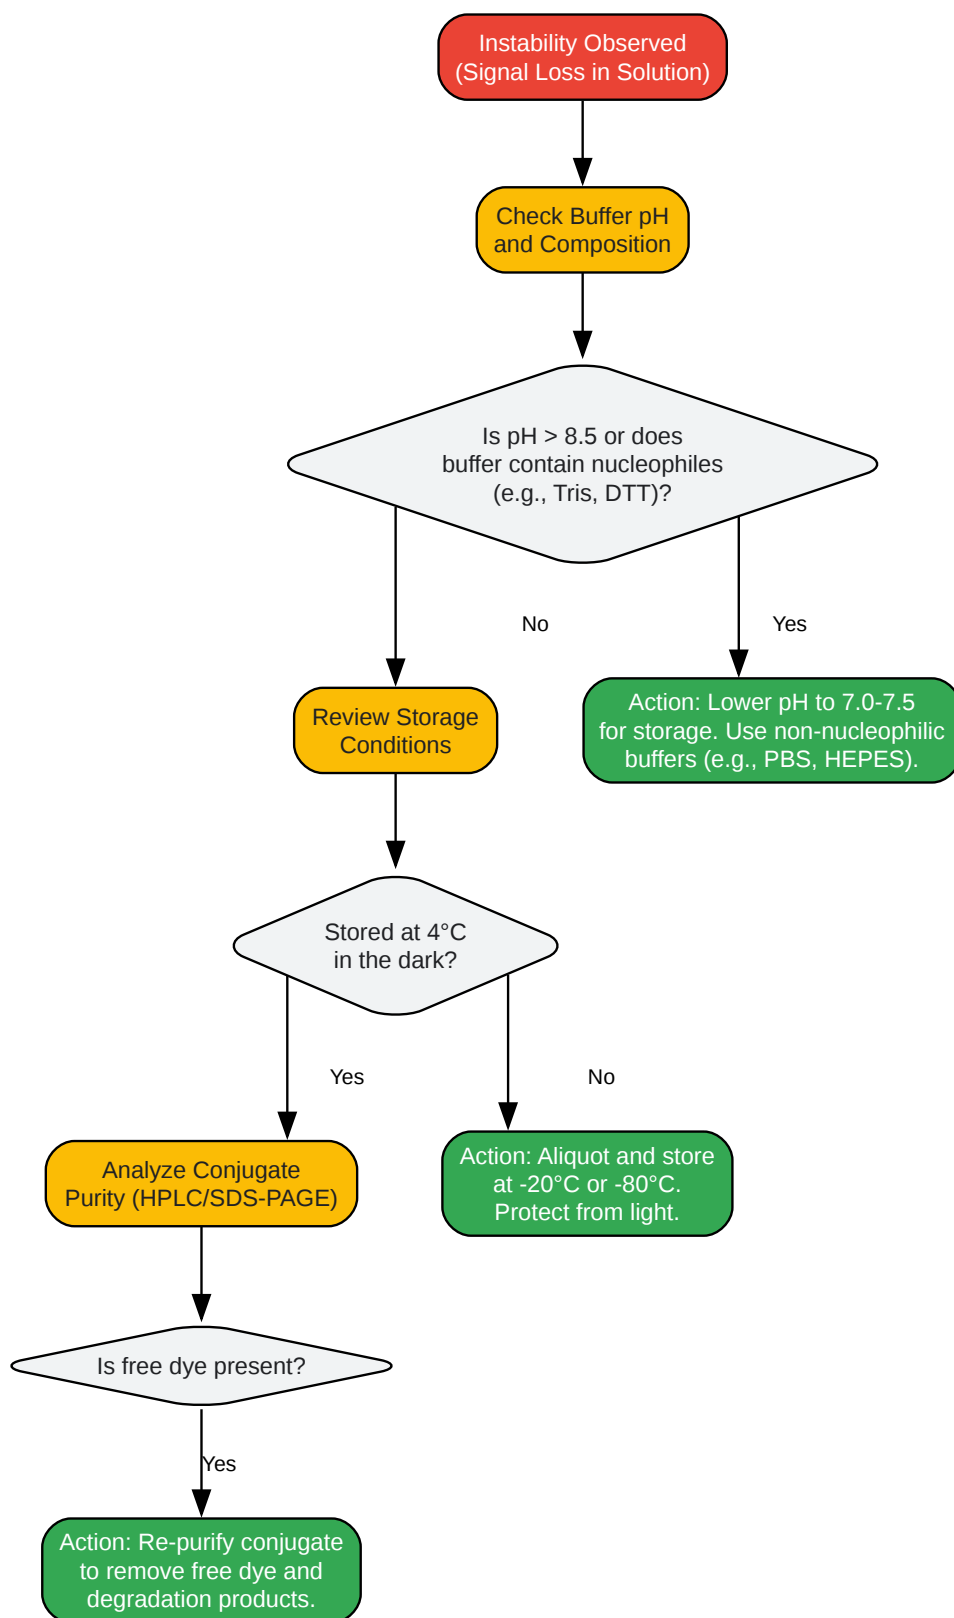 Instability Observed
(Signal Loss in Solution)
Check Buffer pH
and Composition
Is pH > 8.5 or does
buffer contain nucleophiles
(e.g., Tris, DTT)?
No
Yes
Review Storage
Conditions
Action: Lower pH to 7.0-7.5
for storage. Use non-nucleophilic
buffers (e.g., PBS, HEPES).
Stored at 4°C
in the dark?
Yes
No
Analyze Conjugate
Purity (HPLC/SDS-PAGE)
Action: Aliquot and store
at -20°C or -80°C.
Protect from light.
Is free dye present?
Yes
Action: Re-purify conjugate
to remove free dye and
degradation products.